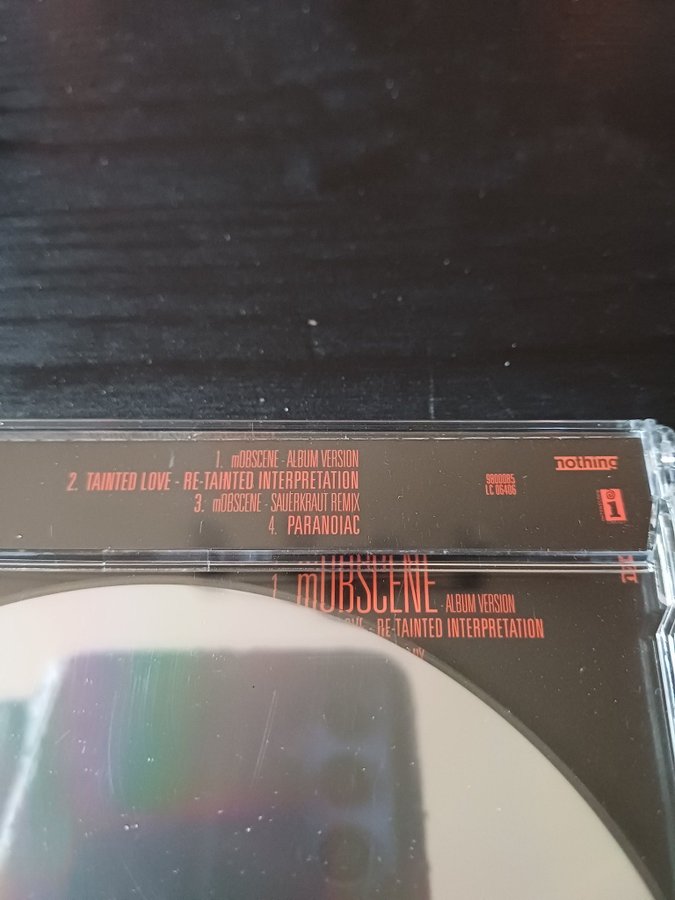 1. mOBSCENE - ALBUM VERSION
2. TAINTED LOVE - RE-TAINTED INTERPRETATION
3. mOBSCENE - SAUERKRAUT REMIX
4. PARANOIAC
9800085
LC 06406
nothing
i
1. mOBSCENE - ALBUM VERSION
RE-TAINTED INTERPRETATION